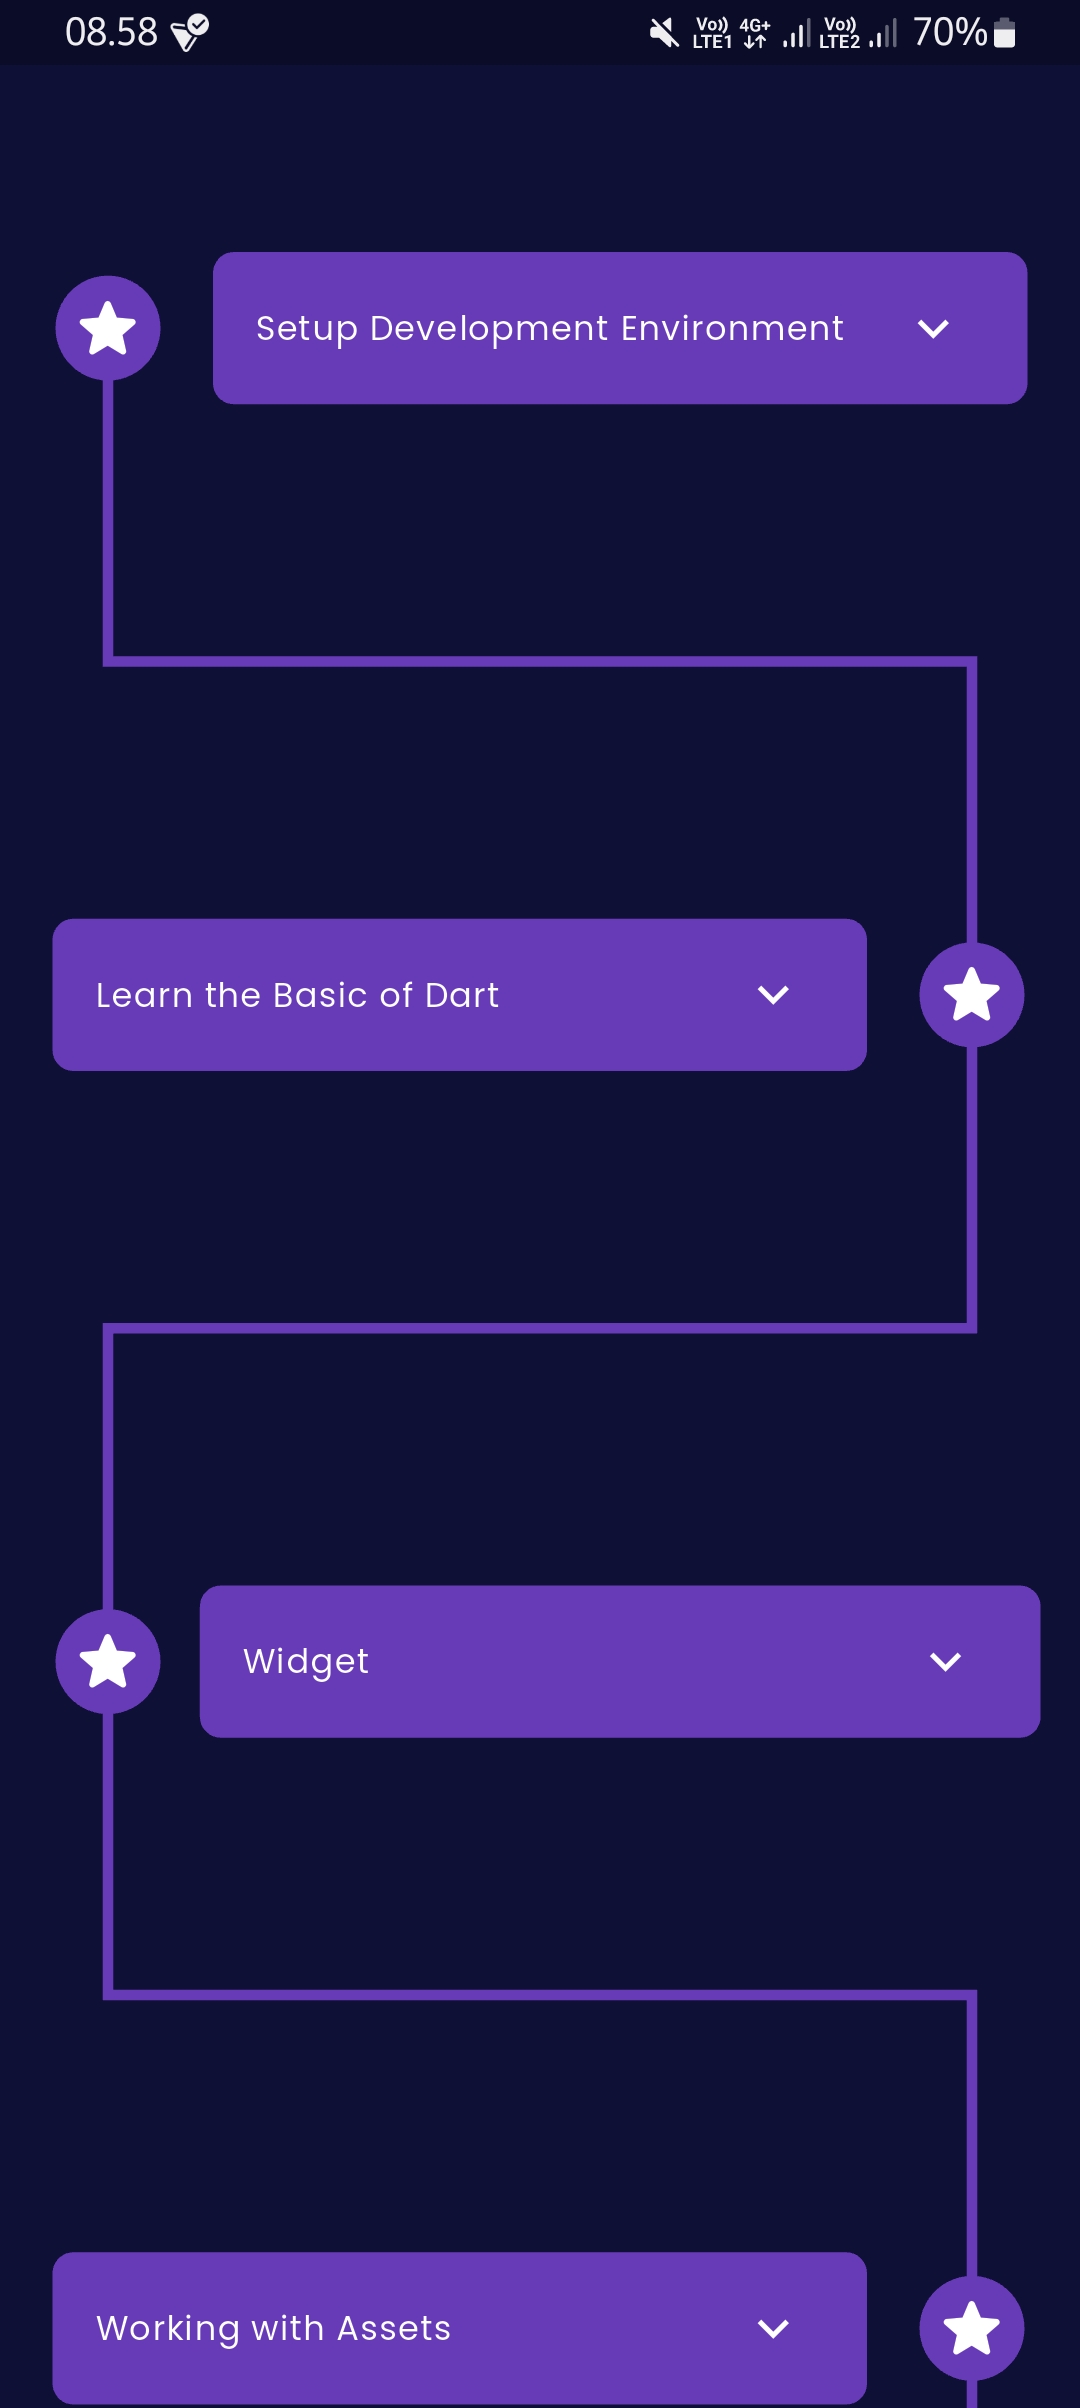 08.58 Vo)) LTE1 4G+ Vo)) LTE2 70%
Setup Development Environment
Learn the Basic of Dart
Widget
Working with Assets